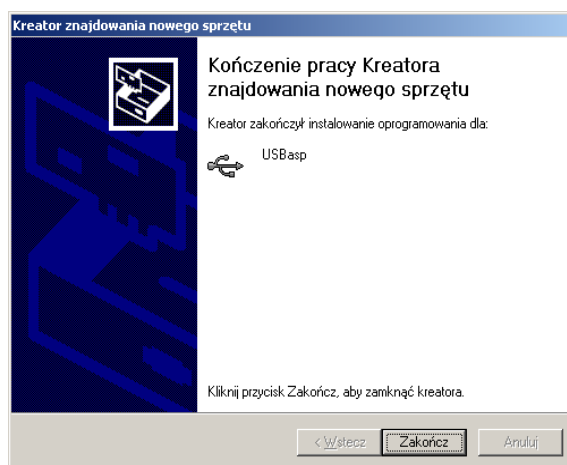 Kreator znajdowania nowego sprzętu
Kończenie pracy Kreatora
znajdowania nowego sprzętu
Kreator zakończył instalowanie oprogramowania dla:
USBasp
Kliknij przycisk Zakończ, aby zamknąć kreatora.
< Wstecz Zakończ Anuluj